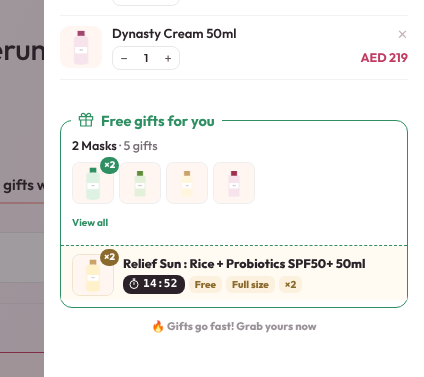 Dynasty Cream 50ml
×
− 1 +
AED 219
erun
Free gifts for you
2 Masks · 5 gifts
gifts w
×2
View all
×2
Relief Sun : Rice + Probiotics SPF50+ 50ml
14:52 Free Full size ×2
🔥 Gifts go fast! Grab yours now